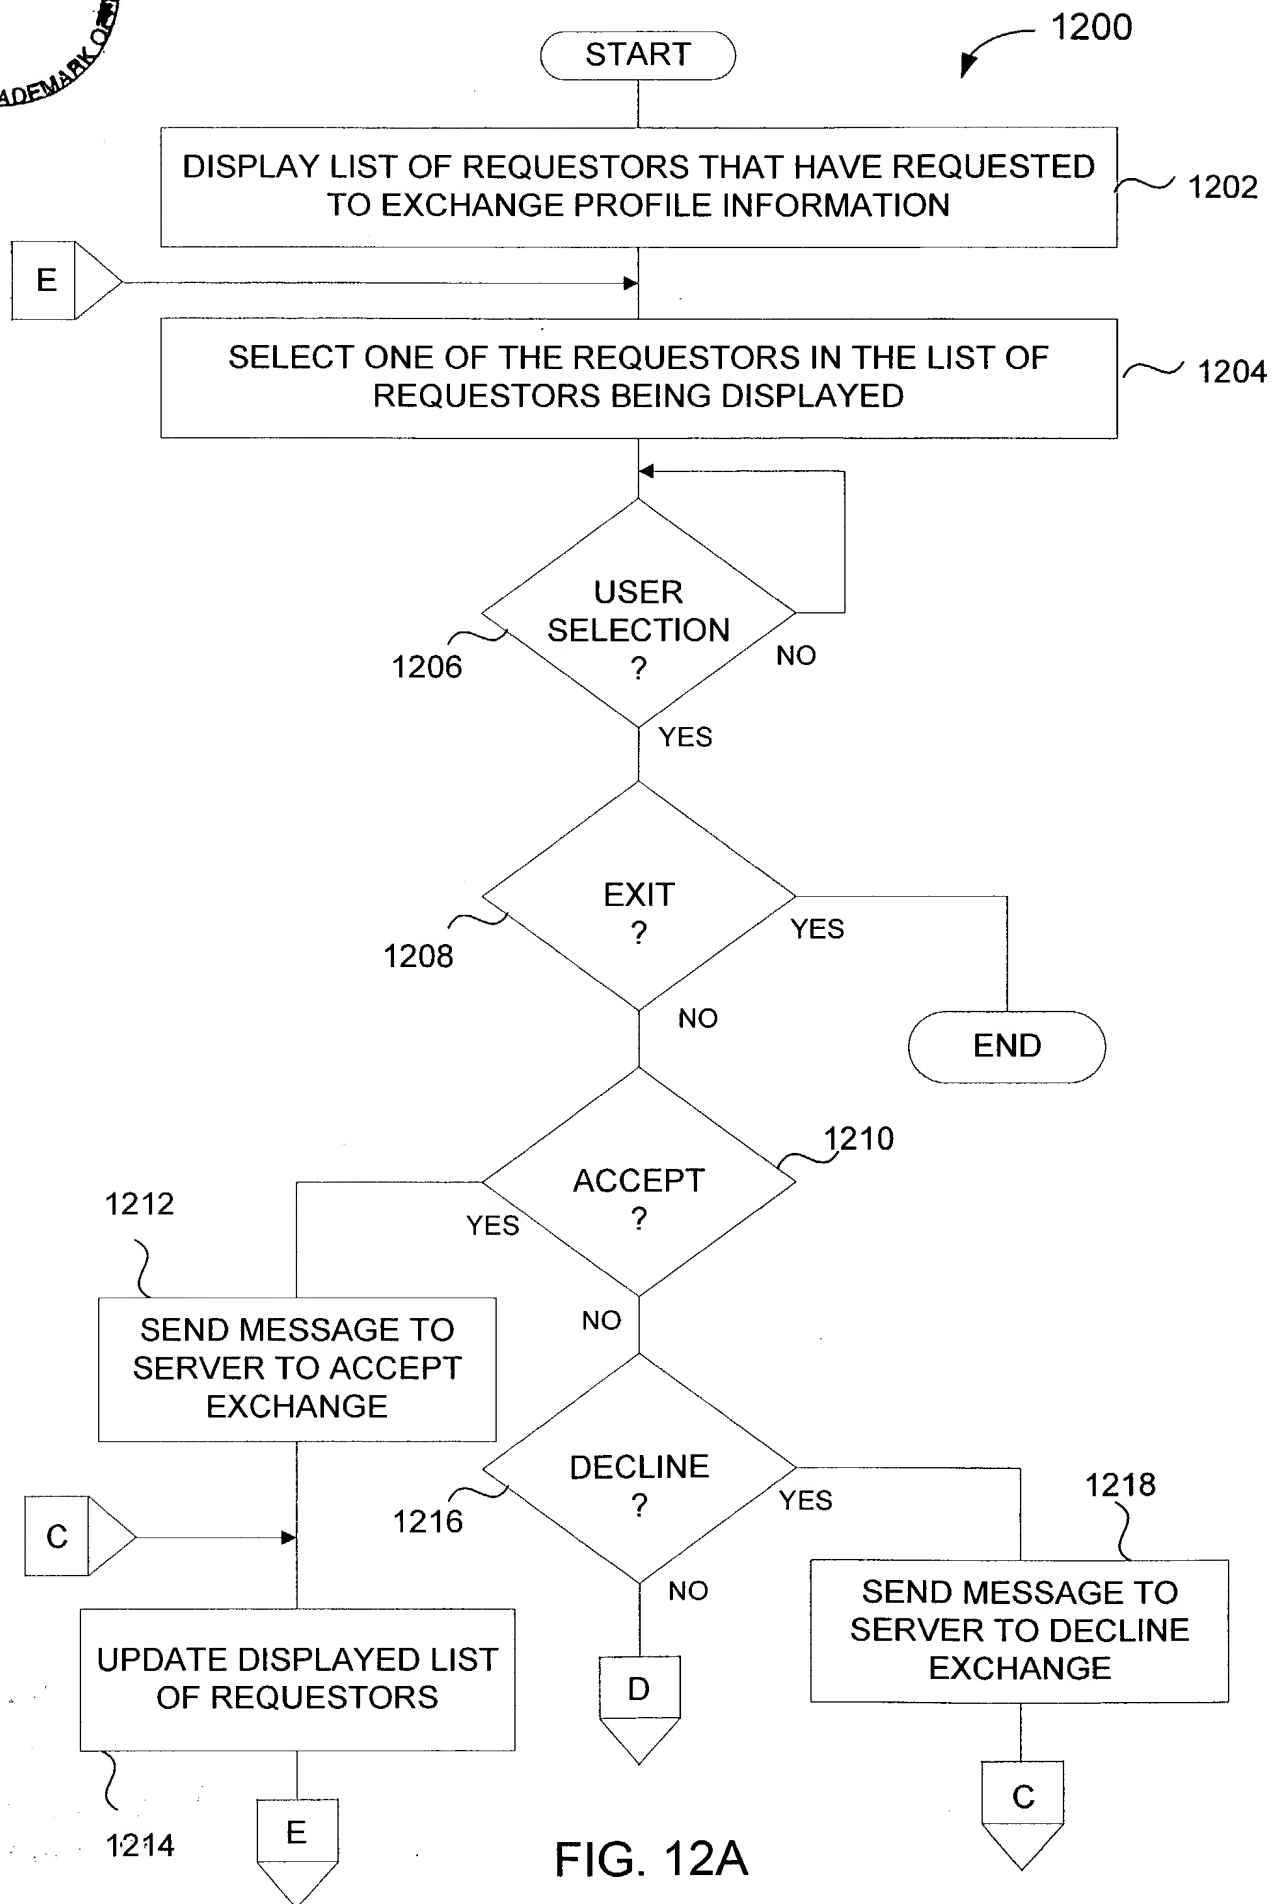 1200
START
DISPLAY LIST OF REQUESTORS THAT HAVE REQUESTED
TO EXCHANGE PROFILE INFORMATION
1202
E
SELECT ONE OF THE REQUESTORS IN THE LIST OF
REQUESTORS BEING DISPLAYED
1204
USER
SELECTION
?
1206
NO
YES
EXIT
?
1208
YES
NO
END
1210
ACCEPT
?
YES
1212
NO
SEND MESSAGE TO
SERVER TO ACCEPT
EXCHANGE
DECLINE
?
1216
YES
1218
C
NO
SEND MESSAGE TO
SERVER TO DECLINE
EXCHANGE
UPDATE DISPLAYED LIST
OF REQUESTORS
D
C
1214
E
FIG. 12A